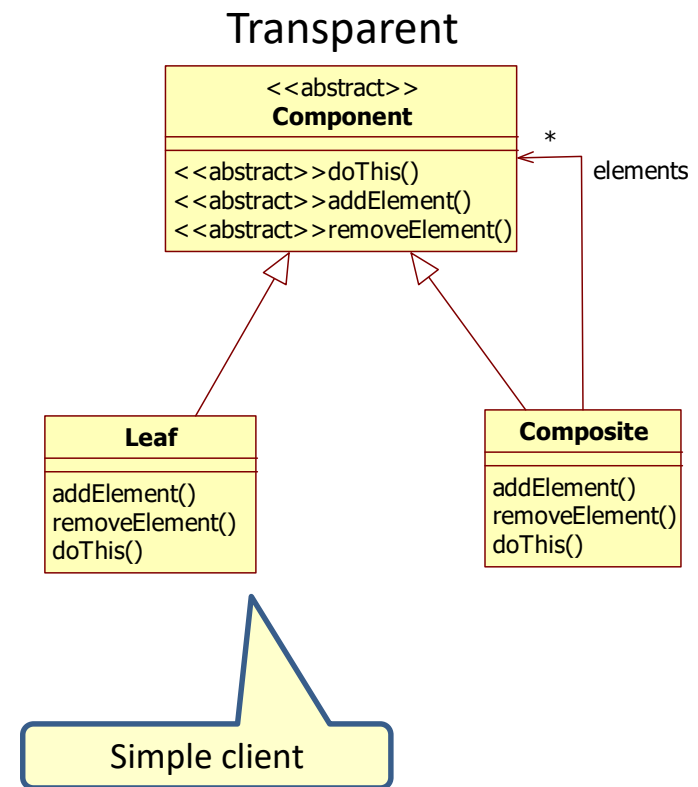 Transparent
<<abstract>>
Component
*
elements
<<abstract>>doThis()
<<abstract>>addElement()
<<abstract>>removeElement()
Leaf
addElement()
removeElement()
doThis()
Composite
addElement()
removeElement()
doThis()
Simple client